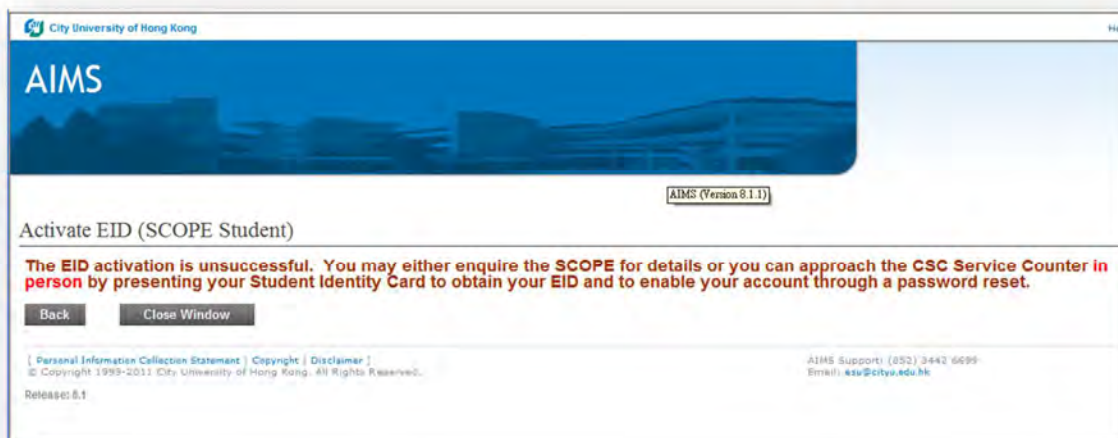 City University of Hong Kong
AIMS
AIMS (Version 8.1.1)
Activate EID (SCOPE Student)
The EID activation is unsuccessful. You may either enquire the SCOPE for details or you can approach the CSC Service Counter in
person by presenting your Student Identity Card to obtain your EID and to enable your account through a password reset.
Back Close Window
[ Personal Information Collection Statement | Copyright | Disclaimer ]
© Copyright 1993-2011 City University of Hong Kong. All Rights Reserved.
AIMS Support: (852) 3442 6699
Email: esu@cityu.edu.hk
Release: 8.1